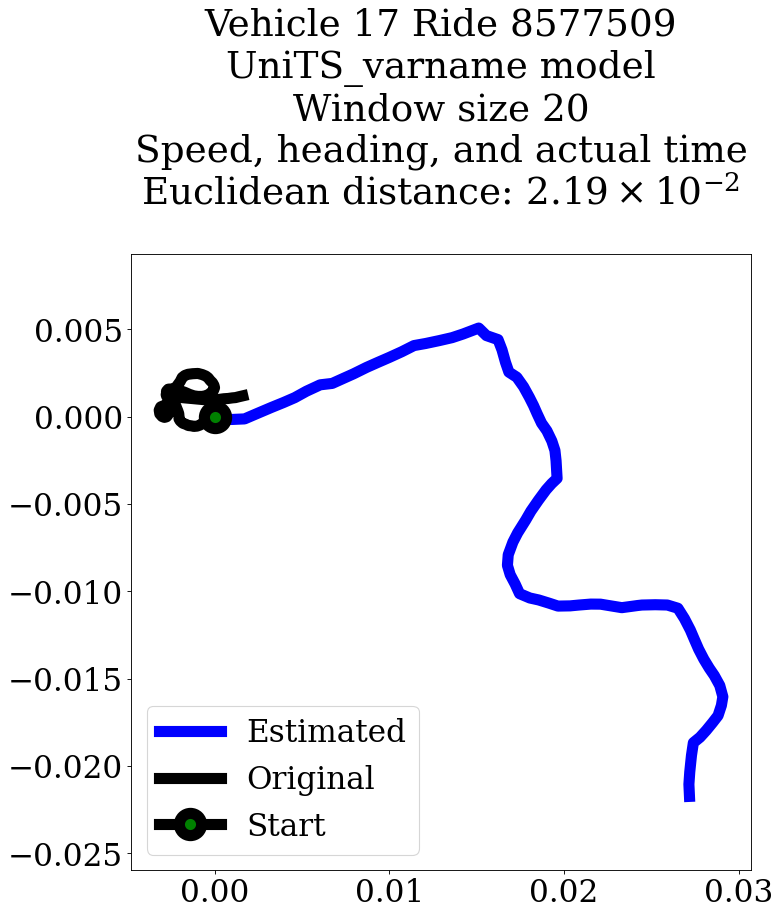 Vehicle 17 Ride 8577509
UniTS_varname model
Window size 20
Speed, heading, and actual time
Euclidean distance: 2.19 × 10⁻²
0.005
0.000
−0.005
−0.010
−0.015
−0.020
−0.025
Estimated
Original
Start
0.00 0.01 0.02 0.03